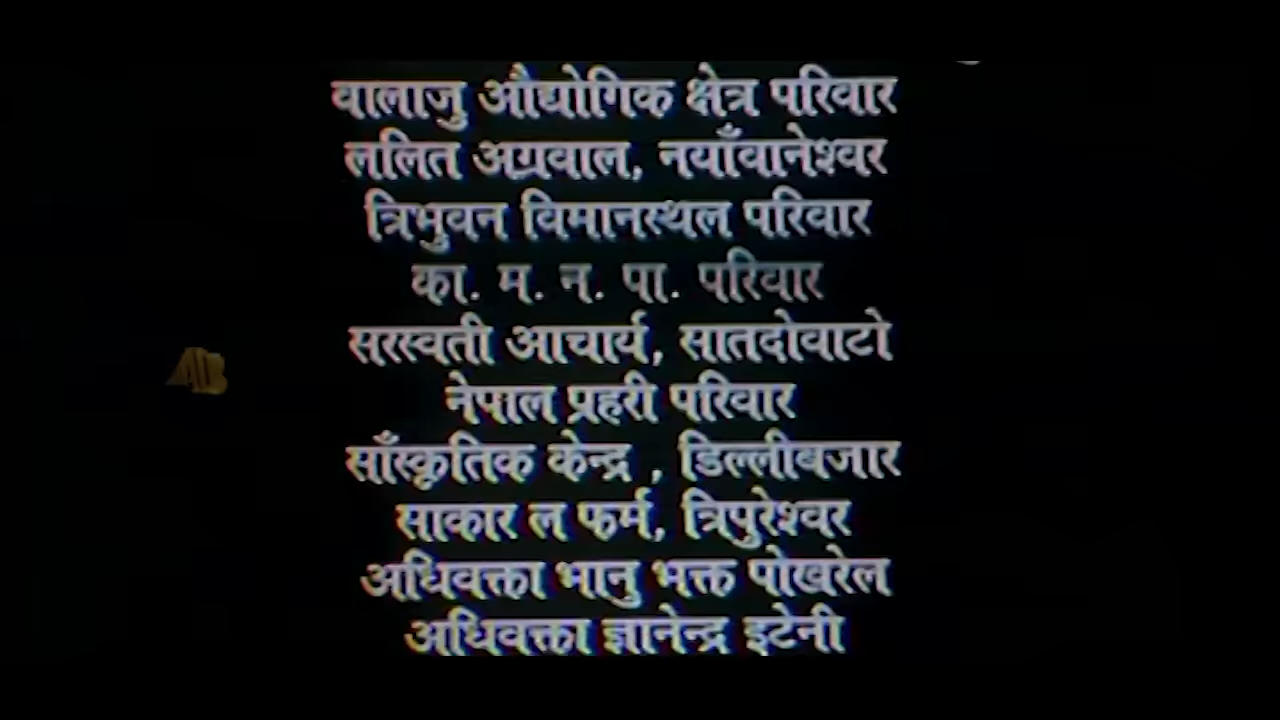 वालाजु औद्योगिक क्षेत्र परिवार
ललित अग्रवाल, नयाँवानेश्वर
त्रिभुवन विमानस्थल परिवार
का. म. न. पा. परिवार
सरस्वती आचार्य, सातदोवाटो
नेपाल प्रहरी परिवार
साँस्कृतिक केन्द्र , डिल्लीबजार
साकार ल फर्म, त्रिपुरेश्वर
अधिवक्ता भानु भक्त पोखरेल
अधिवक्ता ज्ञानेन्द्र इटेनी
AB